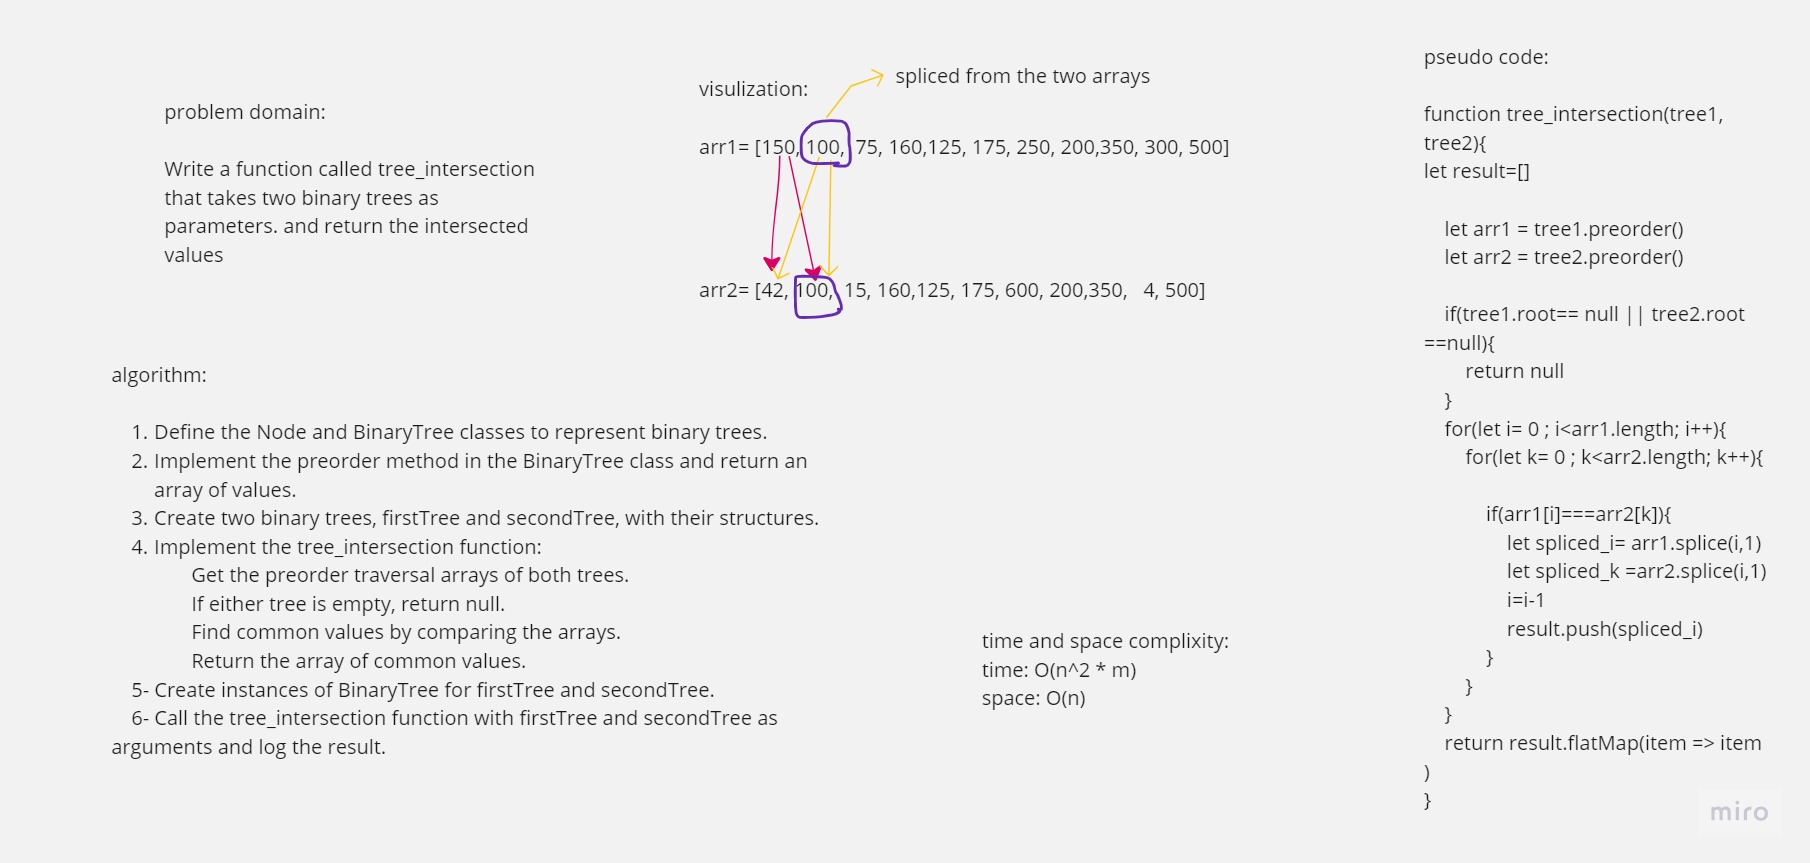 problem domain:
Write a function called tree_intersection
that takes two binary trees as
parameters. and return the intersected
values
visulization:
spliced from the two arrays
arr1= [150, 100, 75, 160,125, 175, 250, 200,350, 300, 500]
arr2= [42, 100, 15, 160,125, 175, 600, 200,350, 4, 500]
algorithm:
1. Define the Node and BinaryTree classes to represent binary trees.
2. Implement the preorder method in the BinaryTree class and return an
array of values.
3. Create two binary trees, firstTree and secondTree, with their structures.
4. Implement the tree_intersection function:
Get the preorder traversal arrays of both trees.
If either tree is empty, return null.
Find common values by comparing the arrays.
Return the array of common values.
5- Create instances of BinaryTree for firstTree and secondTree.
6- Call the tree_intersection function with firstTree and secondTree as
arguments and log the result.
time and space complixity:
time: O(n^2 * m)
space: O(n)
pseudo code:
function tree_intersection(tree1,
tree2){
let result=[]
let arr1 = tree1.preorder()
let arr2 = tree2.preorder()
if(tree1.root== null || tree2.root
==null){
return null
}
for(let i= 0 ; i<arr1.length; i++){
for(let k= 0 ; k<arr2.length; k++){
if(arr1[i]===arr2[k]){
let spliced_i= arr1.splice(i,1)
let spliced_k =arr2.splice(i,1)
i=i-1
result.push(spliced_i)
}
}
}
return result.flatMap(item => item
)
}
miro